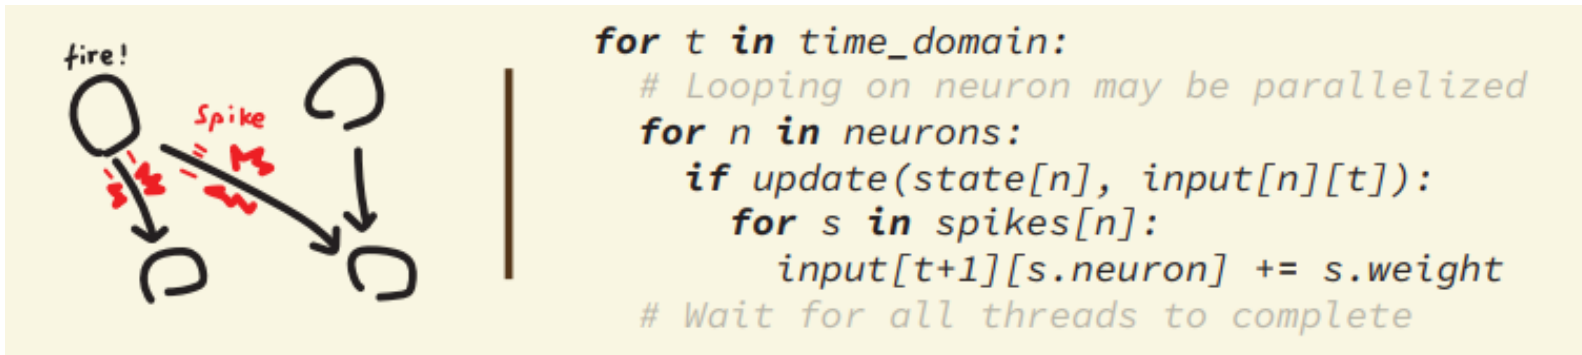 fire!
Spike
for t in time_domain:
# Looping on neuron may be parallelized
for n in neurons:
if update(state[n], input[n][t]):
for s in spikes[n]:
input[t+1][s.neuron] += s.weight
# Wait for all threads to complete